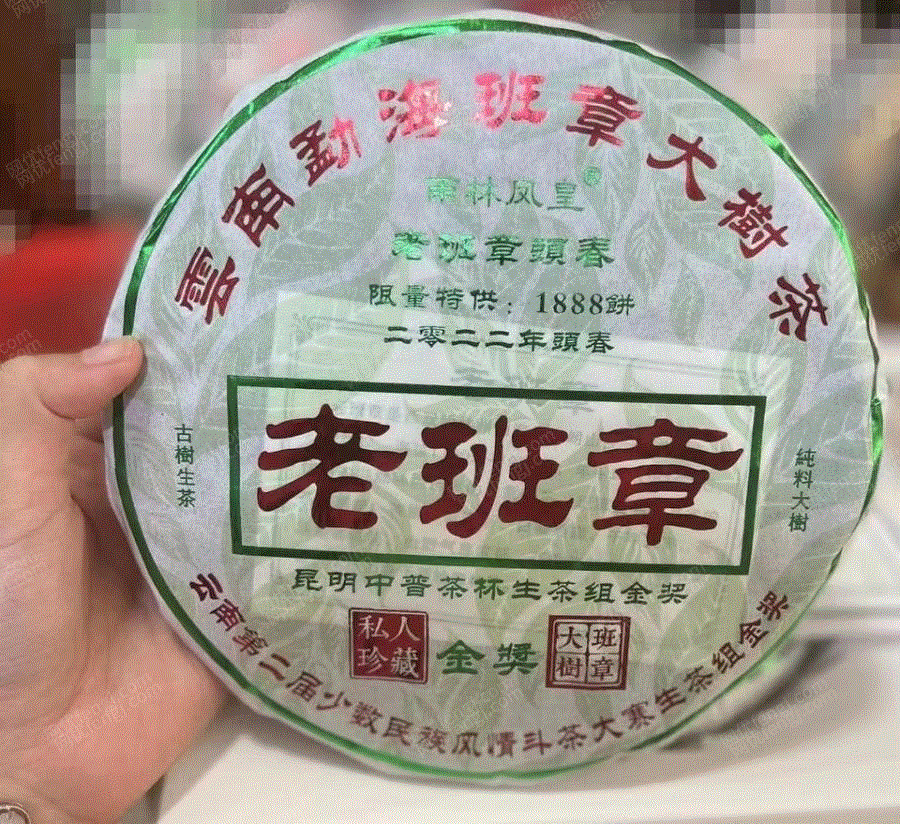 雲南勐海班章大樹茶
雨林凤皇®
老班章頭春
限量特供：1888餅
二零二二年頭春
老班章
古樹生茶
純料大樹
昆明中普茶杯生茶组金奖
私人珍藏
金獎
班章大樹
云南第二届少数民族风情斗茶大赛生茶组金奖